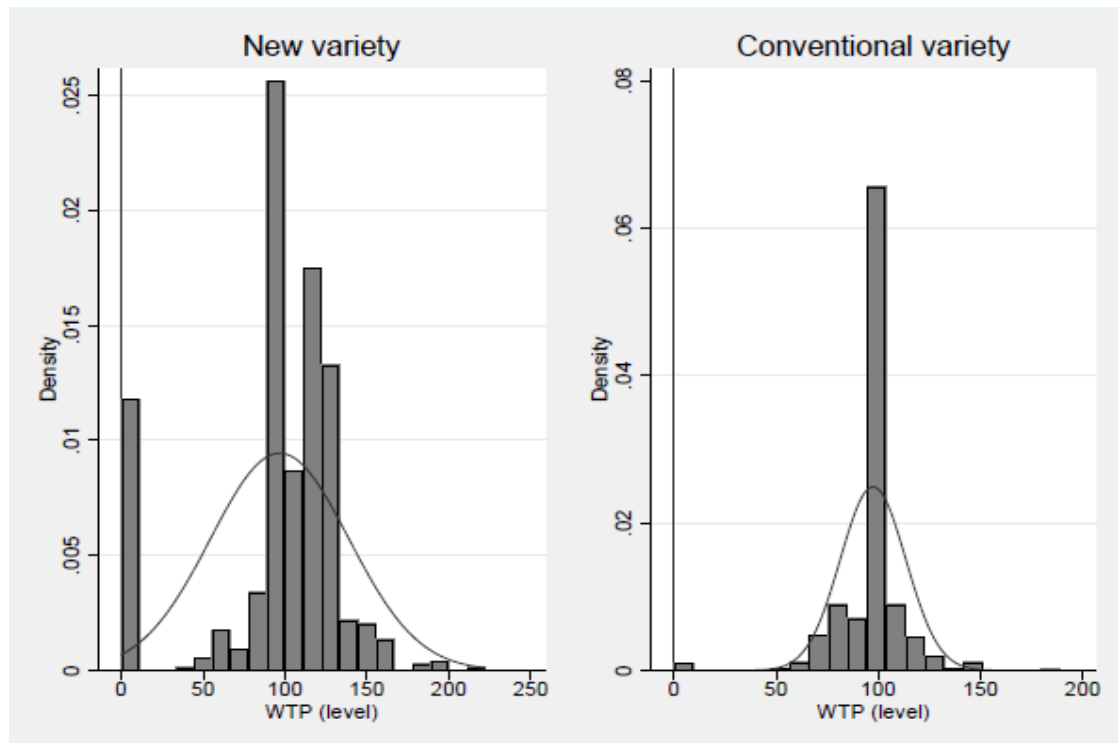 New variety
Density
0 .005 .01 .015 .02 .025
0 50 100 150 200 250
WTP (level)
Conventional variety
Density
0 .02 .04 .06 .08
0 50 100 150 200
WTP (level)